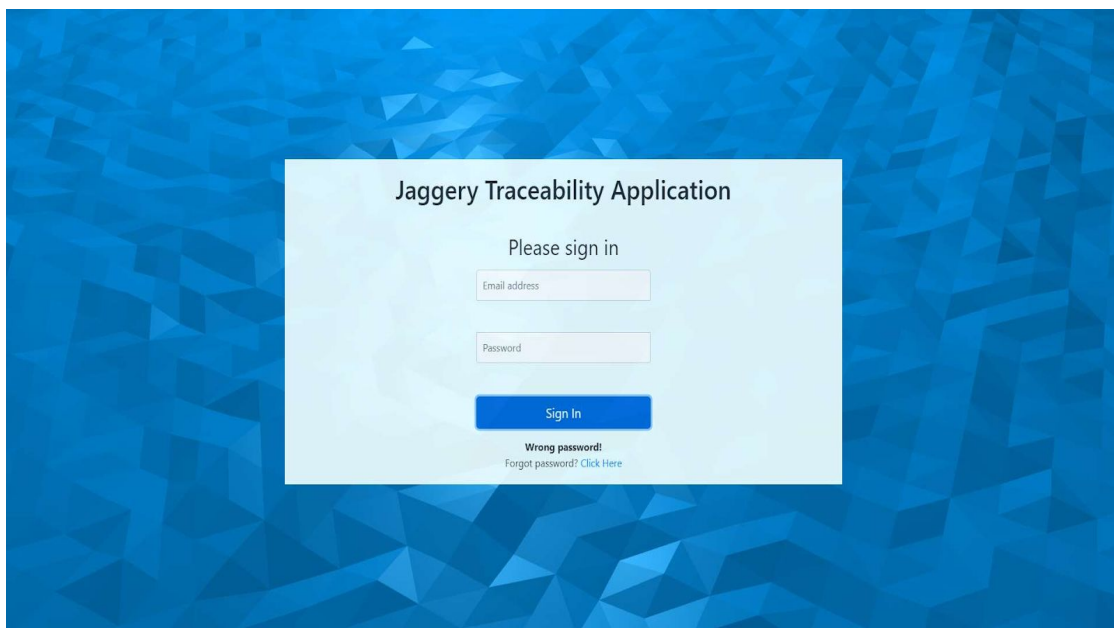 Jaggery Traceability Application
Please sign in
Email address
Password
Sign In
Wrong password!
Forgot password? Click Here